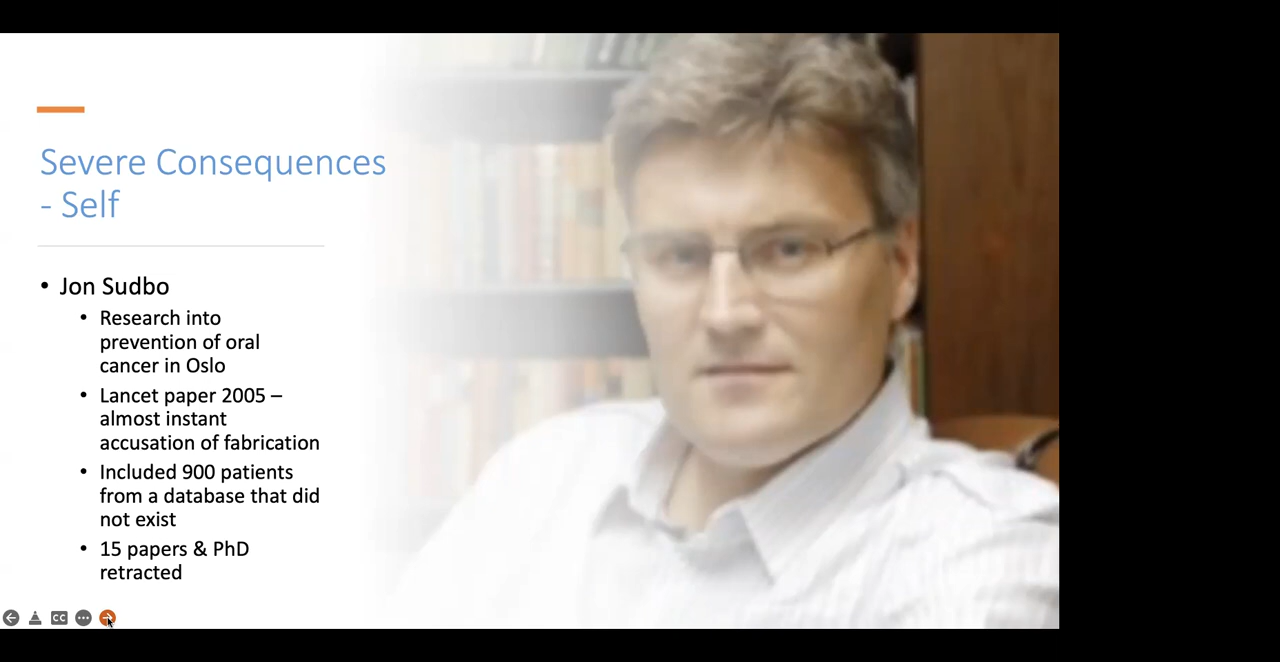 Severe Consequences
- Self
• Jon Sudbo
• Research into
prevention of oral
cancer in Oslo
• Lancet paper 2005 –
almost instant
accusation of fabrication
• Included 900 patients
from a database that did
not exist
• 15 papers & PhD
retracted
CC